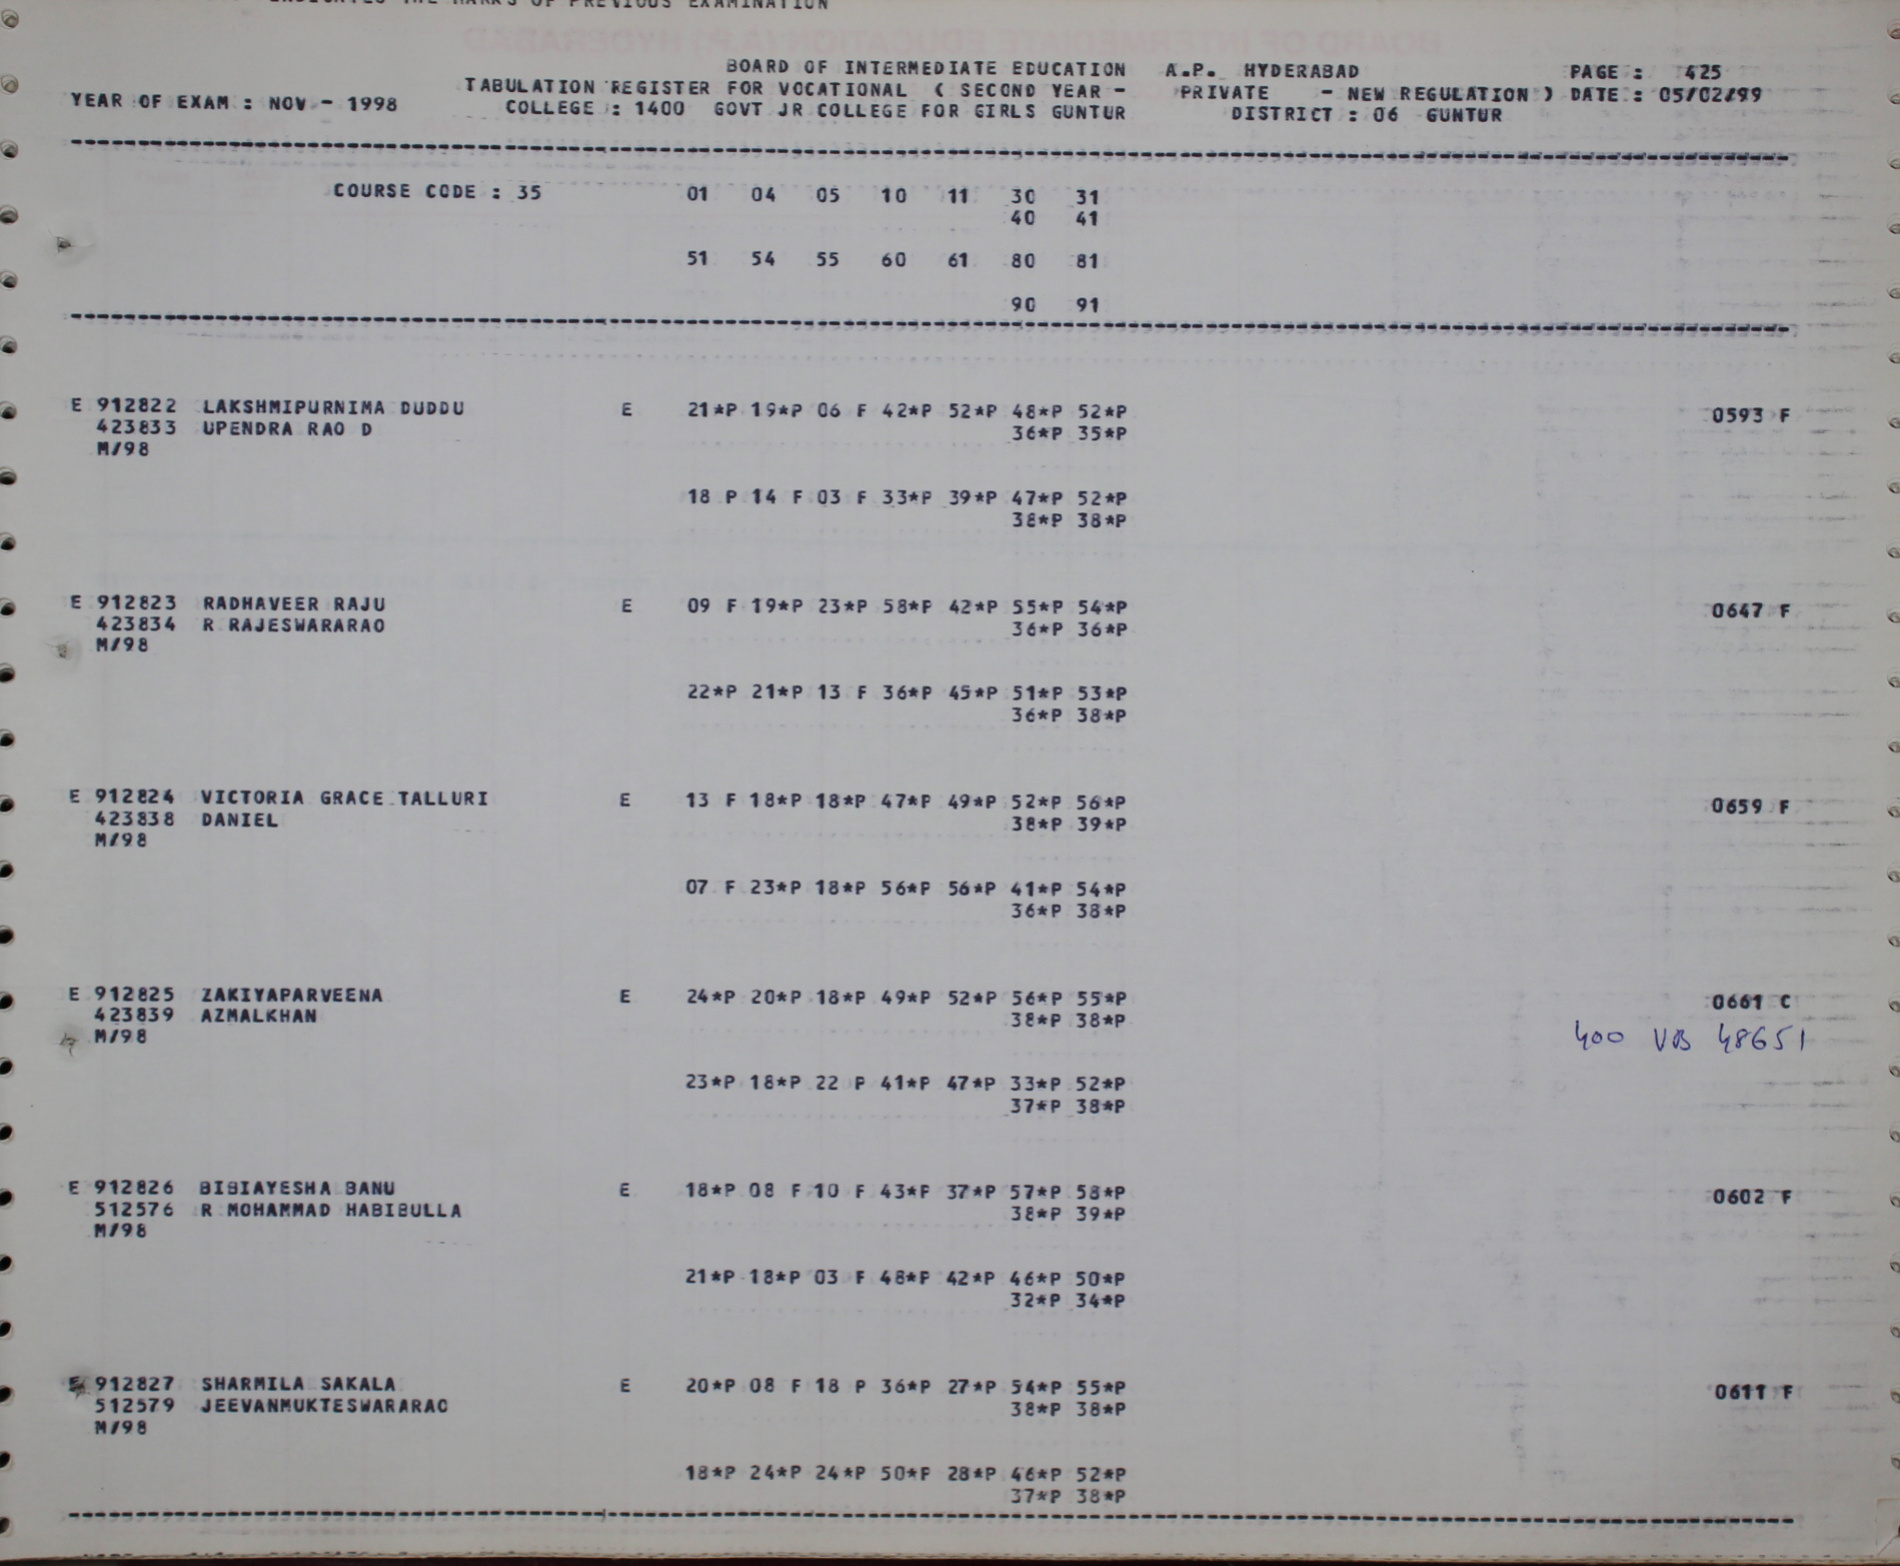 INDICATES THE MARKS OF PREVIOUS EXAMINATION
BOARD OF INTERMEDIATE EDUCATION A.P. HYDERABAD PAGE : 425
TABULATION REGISTER FOR VOCATIONAL ( SECOND YEAR - PRIVATE - NEW REGULATION ) DATE : 05/02/99
YEAR OF EXAM : NOV - 1998 COLLEGE : 1400 GOVT JR COLLEGE FOR GIRLS GUNTUR DISTRICT : 06 GUNTUR
COURSE CODE : 35 01 04 05 10 11 30 31
40 41
51 54 55 60 61 80 81
90 91
E 912822 LAKSHMIPURNIMA DUDDU E 21*P 19*P 06 F 42*P 52*P 48*P 52*P 0593 F
423833 UPENDRA RAO D 36*P 35*P
M/98
18 P 14 F 03 F 33*P 39*P 47*P 52*P
38*P 38*P
E 912823 RADHAVEER RAJU E 09 F 19*P 23*P 58*P 42*P 55*P 54*P 0647 F
423834 R RAJESWARARAO 36*P 36*P
M/98
22*P 21*P 13 F 36*P 45*P 51*P 53*P
36*P 38*P
E 912824 VICTORIA GRACE TALLURI E 13 F 18*P 18*P 47*P 49*P 52*P 56*P 0659 F
423838 DANIEL 38*P 39*P
M/98
07 F 23*P 18*P 56*P 56*P 41*P 54*P
36*P 38*P
E 912825 ZAKIYAPARVEENA E 24*P 20*P 18*P 49*P 52*P 56*P 55*P 0661 C
423839 AZMALKHAN 38*P 38*P
M/98 400 VB 48651
23*P 18*P 22 P 41*P 47*P 33*P 52*P
37*P 38*P
E 912826 BIBIAYESHA BANU E 18*P 08 F 10 F 43*P 37*P 57*P 58*P 0602 F
512576 R MOHAMMAD HABIBULLA 38*P 39*P
M/98
21*P 18*P 03 F 48*P 42*P 46*P 50*P
32*P 34*P
E 912827 SHARMILA SAKALA E 20*P 08 F 18 P 36*P 27*P 54*P 55*P 0611 F
512579 JEEVANMUKTESWARARAO 38*P 38*P
M/98
18*P 24*P 24*P 50*P 28*P 46*P 52*P
37*P 38*P